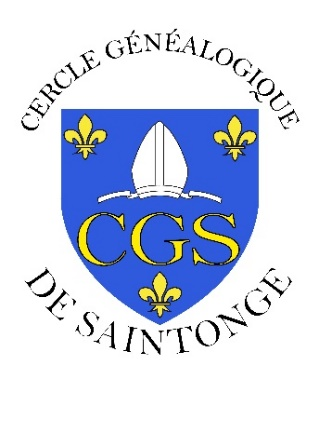 CERCLE GÉNÉALOGIQUE
CGS
DE SAINTONGE